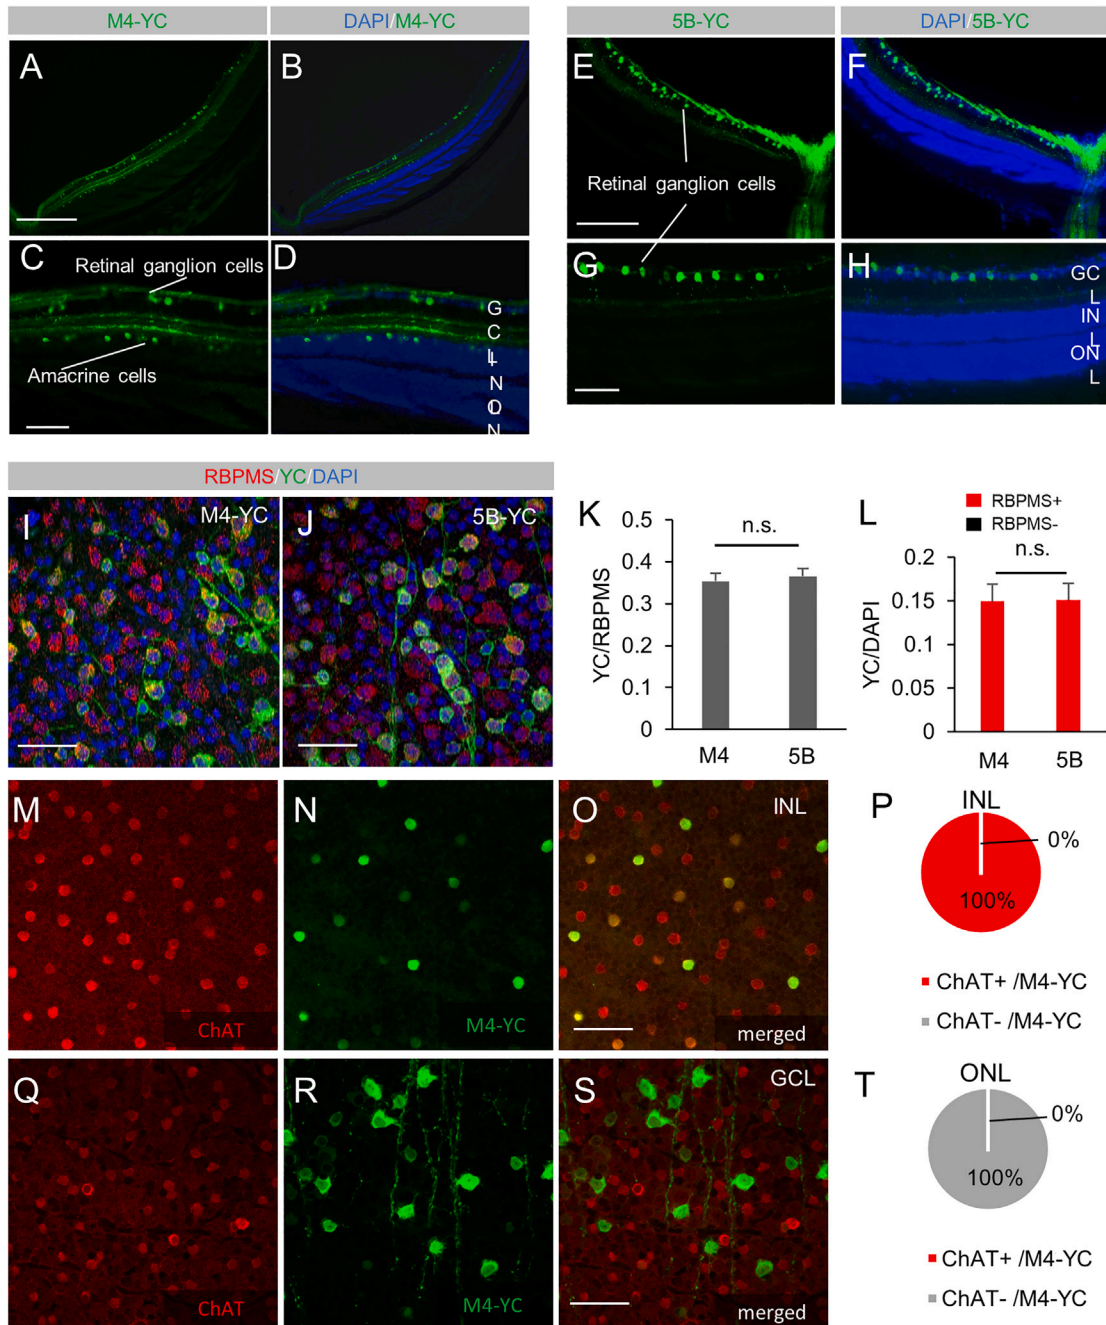 M4-YC
DAPI/M4-YC
5B-YC
DAPI/5B-YC
A
B
E
F
Retinal ganglion cells
C
D
G
H
Retinal ganglion cells
Amacrine cells
G
C
L
I
N
L
O
N
GC
L
IN
L
ON
L
RBPMS/YC/DAPI
I
M4-YC
J
5B-YC
K
0.5
0.4
0.3
0.2
0.1
0
YC/RBPMS
n.s.
M4
5B
L
RBPMS+
RBPMS-
0.2
0.15
0.1
0.05
0
YC/DAPI
n.s.
M4
5B
M
ChAT
N
M4-YC
O
INL
merged
P
INL
0%
100%
ChAT+ /M4-YC
ChAT- /M4-YC
Q
ChAT
R
M4-YC
S
GCL
merged
T
ONL
0%
100%
ChAT+ /M4-YC
ChAT- /M4-YC